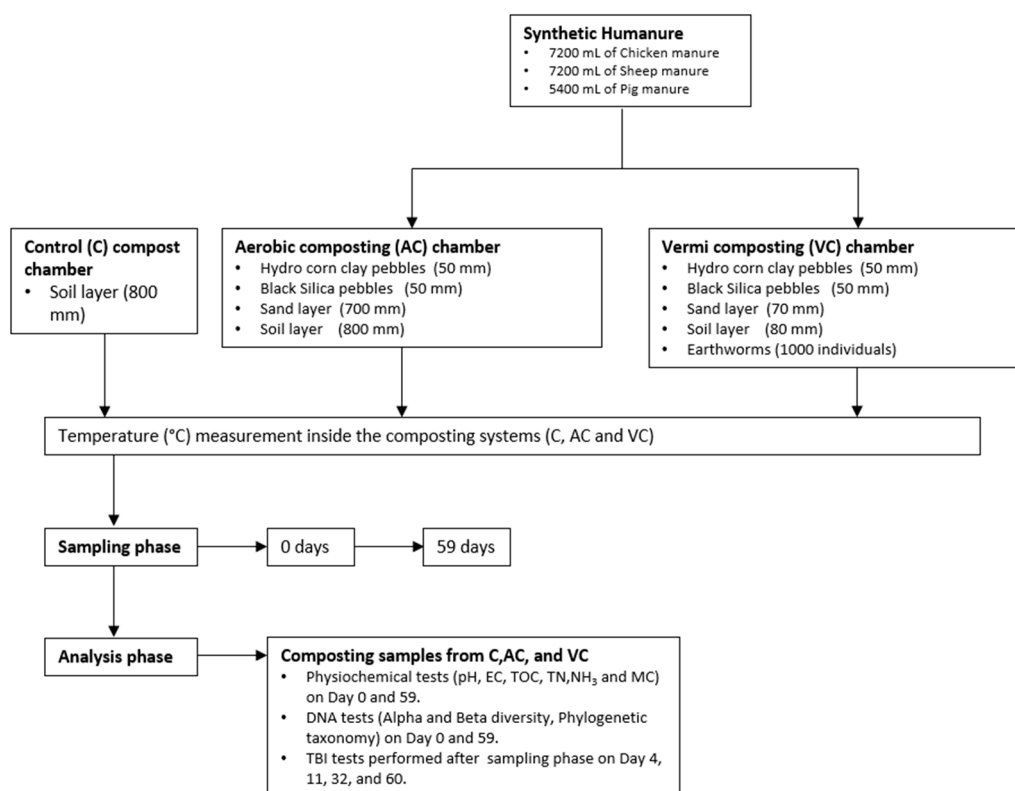 Synthetic Humanure
• 7200 mL of Chicken manure
• 7200 mL of Sheep manure
• 5400 mL of Pig manure
Control (C) compost
chamber
• Soil layer (800
mm)
Aerobic composting (AC) chamber
• Hydro corn clay pebbles (50 mm)
• Black Silica pebbles (50 mm)
• Sand layer (700 mm)
• Soil layer (800 mm)
Vermi composting (VC) chamber
• Hydro corn clay pebbles (50 mm)
• Black Silica pebbles (50 mm)
• Sand layer (70 mm)
• Soil layer (80 mm)
• Earthworms (1000 individuals)
Temperature (°C) measurement inside the composting systems (C, AC and VC)
Sampling phase
0 days
59 days
Analysis phase
Composting samples from C,AC, and VC
• Physiochemical tests (pH, EC, TOC, TN,NH₃ and MC)
on Day 0 and 59.
• DNA tests (Alpha and Beta diversity, Phylogenetic
taxonomy) on Day 0 and 59.
• TBI tests performed after sampling phase on Day 4,
11, 32, and 60.